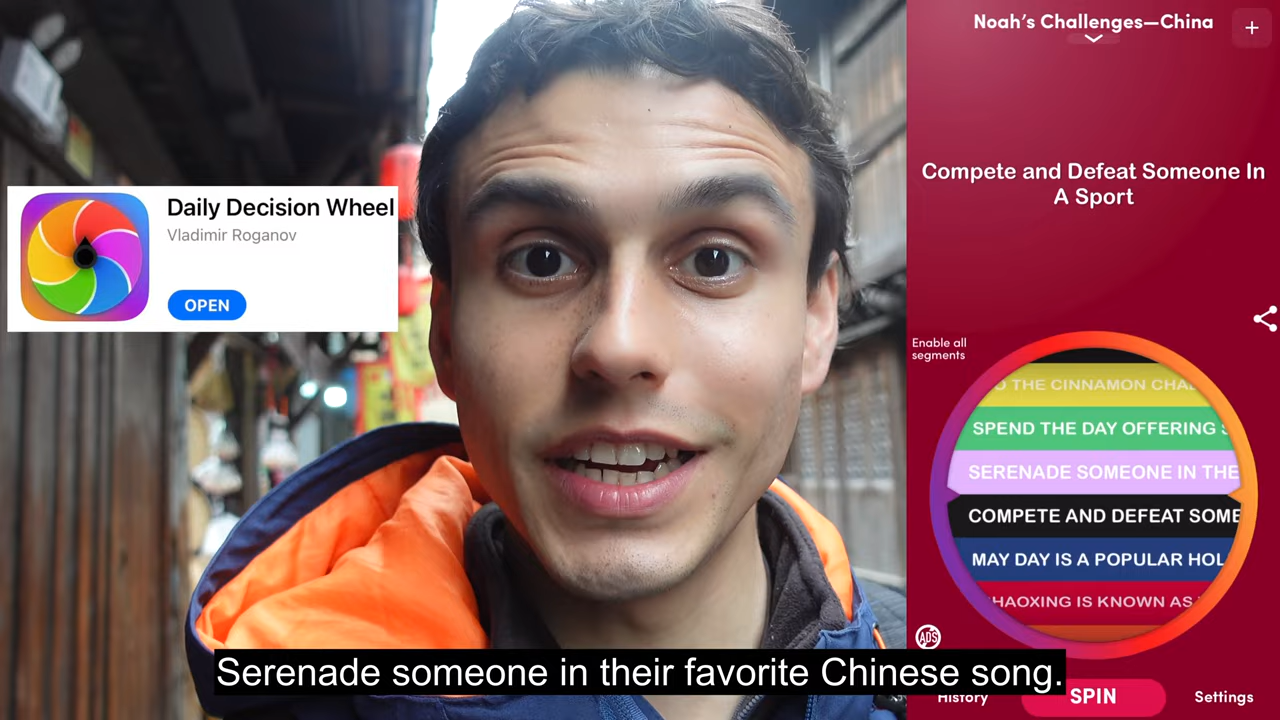 Daily Decision Wheel
Vladimir Roganov
OPEN
Noah's Challenges—China
+
Compete and Defeat Someone In
A Sport
Enable all
segments
O THE CINNAMON CHAL
SPEND THE DAY OFFERING S
SERENADE SOMEONE IN THE
COMPETE AND DEFEAT SOME
MAY DAY IS A POPULAR HOL
HAOXING IS KNOWN AS
ADS
Serenade someone in their favorite Chinese song.
History
SPIN
Settings